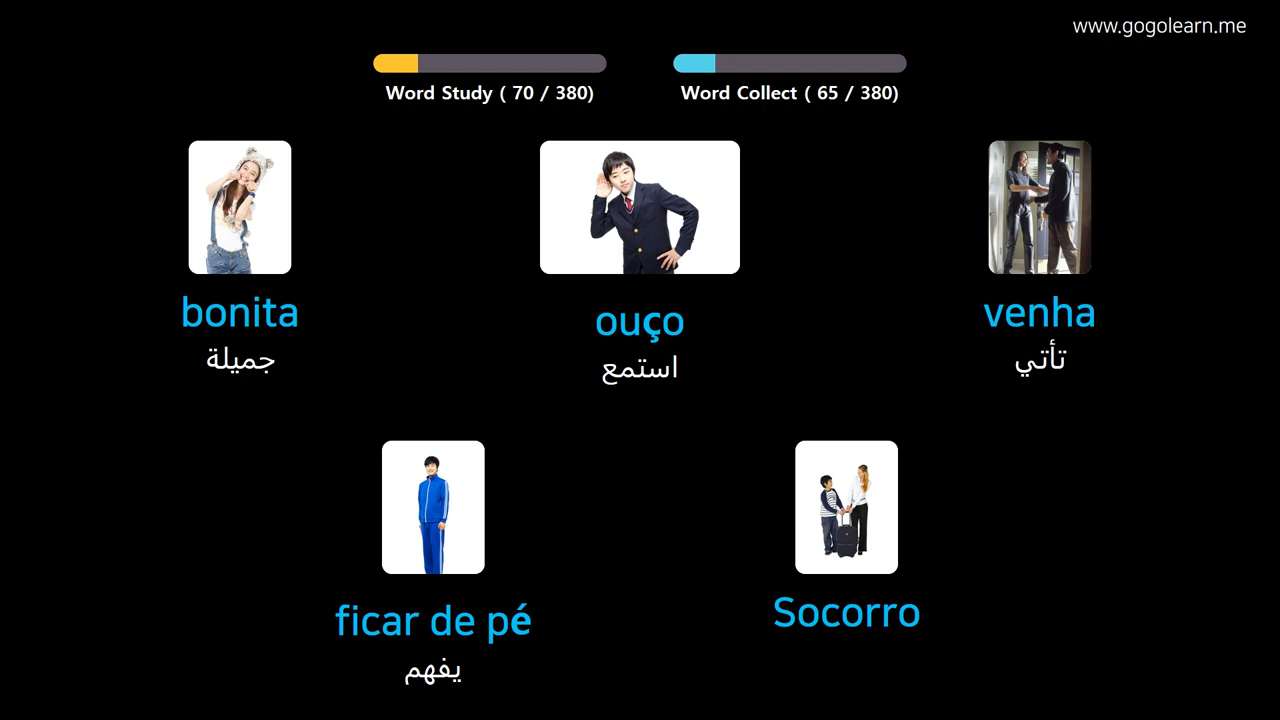 www.gogolearn.me
Word Study ( 70 / 380)
Word Collect ( 65 / 380)
bonita
جميلة
ouço
استمع
venha
تأتي
ficar de pé
يفهم
Socorro